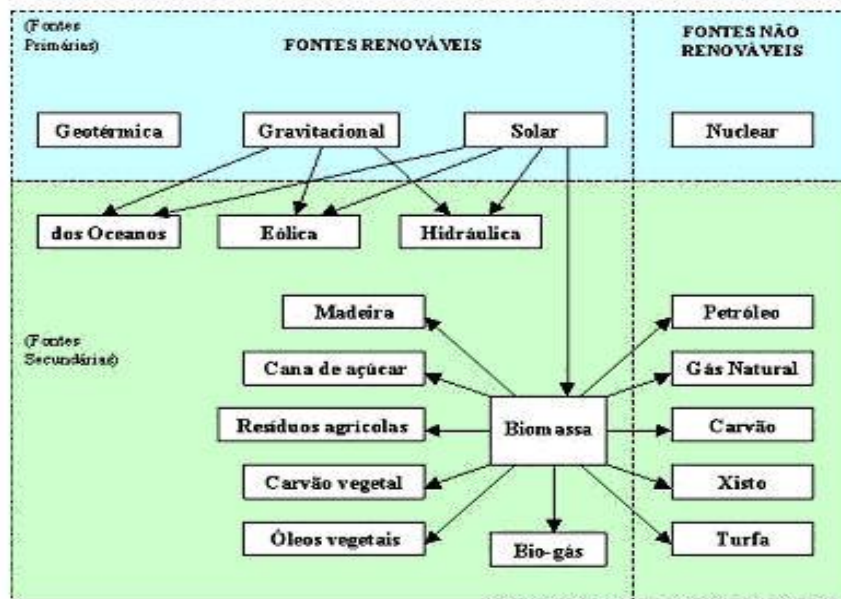 (Fontes
Primárias)
FONTES RENOVÁVEIS
FONTES NÃO
RENOVÁVEIS
Geotérmica
Gravitacional
Solar
Nuclear
dos Oceanos
Eólica
Hidráulica
Madeira
Petróleo
(Fontes
Secundárias)
Cana de açúcar
Gás Natural
Resíduos agrícolas
Biomassa
Carvão
Carvão vegetal
Xisto
Óleos vegetais
Bio-gás
Turfa